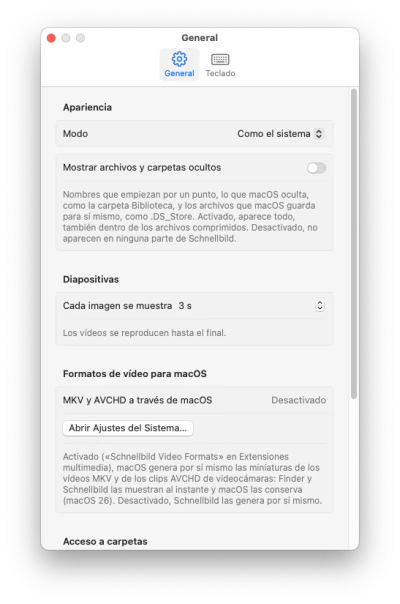 General
General
Teclado
Apariencia
Modo
Como el sistema
Mostrar archivos y carpetas ocultos
Nombres que empiezan por un punto, lo que macOS oculta,
como la carpeta Biblioteca, y los archivos que macOS guarda
para sí mismo, como .DS_Store. Activado, aparece todo,
también dentro de los archivos comprimidos. Desactivado, no
aparecen en ninguna parte de Schnellbild.
Diapositivas
Cada imagen se muestra 3 s
Los vídeos se reproducen hasta el final.
Formatos de vídeo para macOS
MKV y AVCHD a través de macOS
Desactivado
Abrir Ajustes del Sistema...
Activado («Schnellbild Video Formats» en Extensiones
multimedia), macOS genera por sí mismo las miniaturas de los
vídeos MKV y de los clips AVCHD de videocámaras: Finder y
Schnellbild las muestran al instante y macOS las conserva
(macOS 26). Desactivado, Schnellbild las genera por sí mismo.
Acceso a carpetas